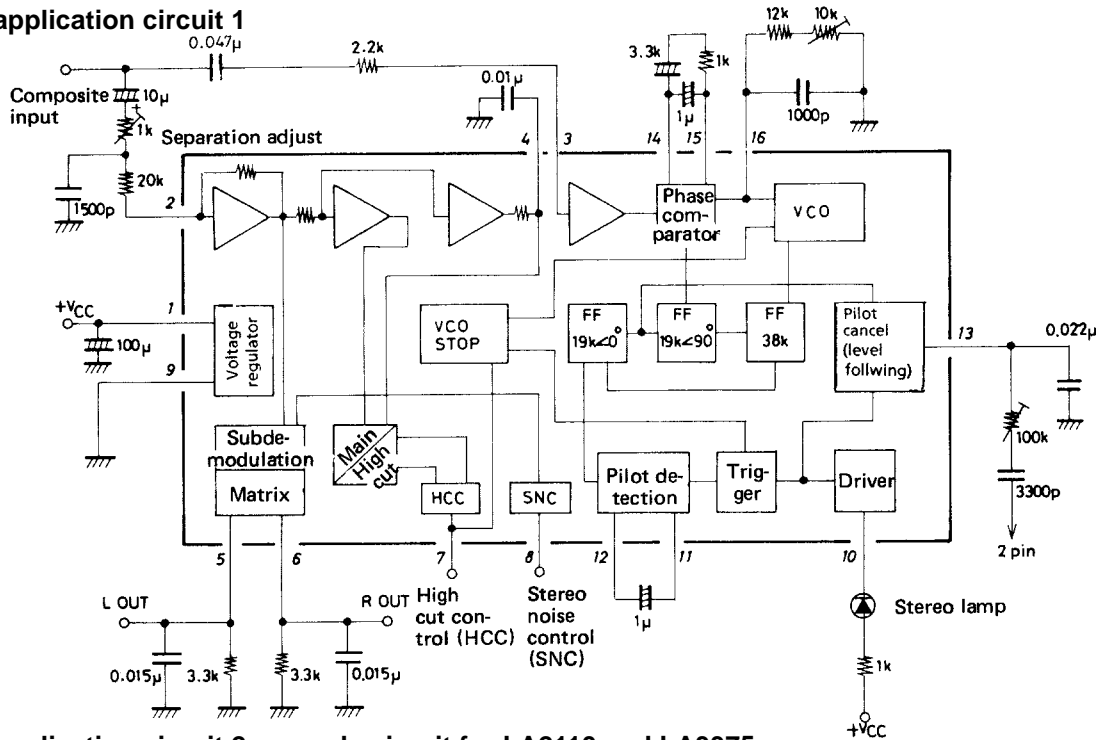 application circuit 1
0.047µ
2.2k
12k
10k
3.3k
1k
0.01µ
Composite
input
10µ
+
1k
1µ
1000p
Separation adjust
4
3
14
15
16
20k
1500p
2
Phase
com-
parator
VCO
+VCC
1
100µ
9
Voltage
regulator
VCO
STOP
FF
19k∠0°
FF
19k∠90°
FF
38k
Pilot
cancel
(level
follwing)
13
0.022µ
100k
3300p
2 pin
Subde-
modulation
Matrix
Main
High
cut
HCC
SNC
Pilot de-
tection
Trig-
ger
Driver
5
6
7
8
12
11
10
L OUT
R OUT
High
cut con-
trol (HCC)
Stereo
noise
control
(SNC)
1µ
Stereo lamp
0.015µ
3.3k
3.3k
0.015µ
1k
+VCC